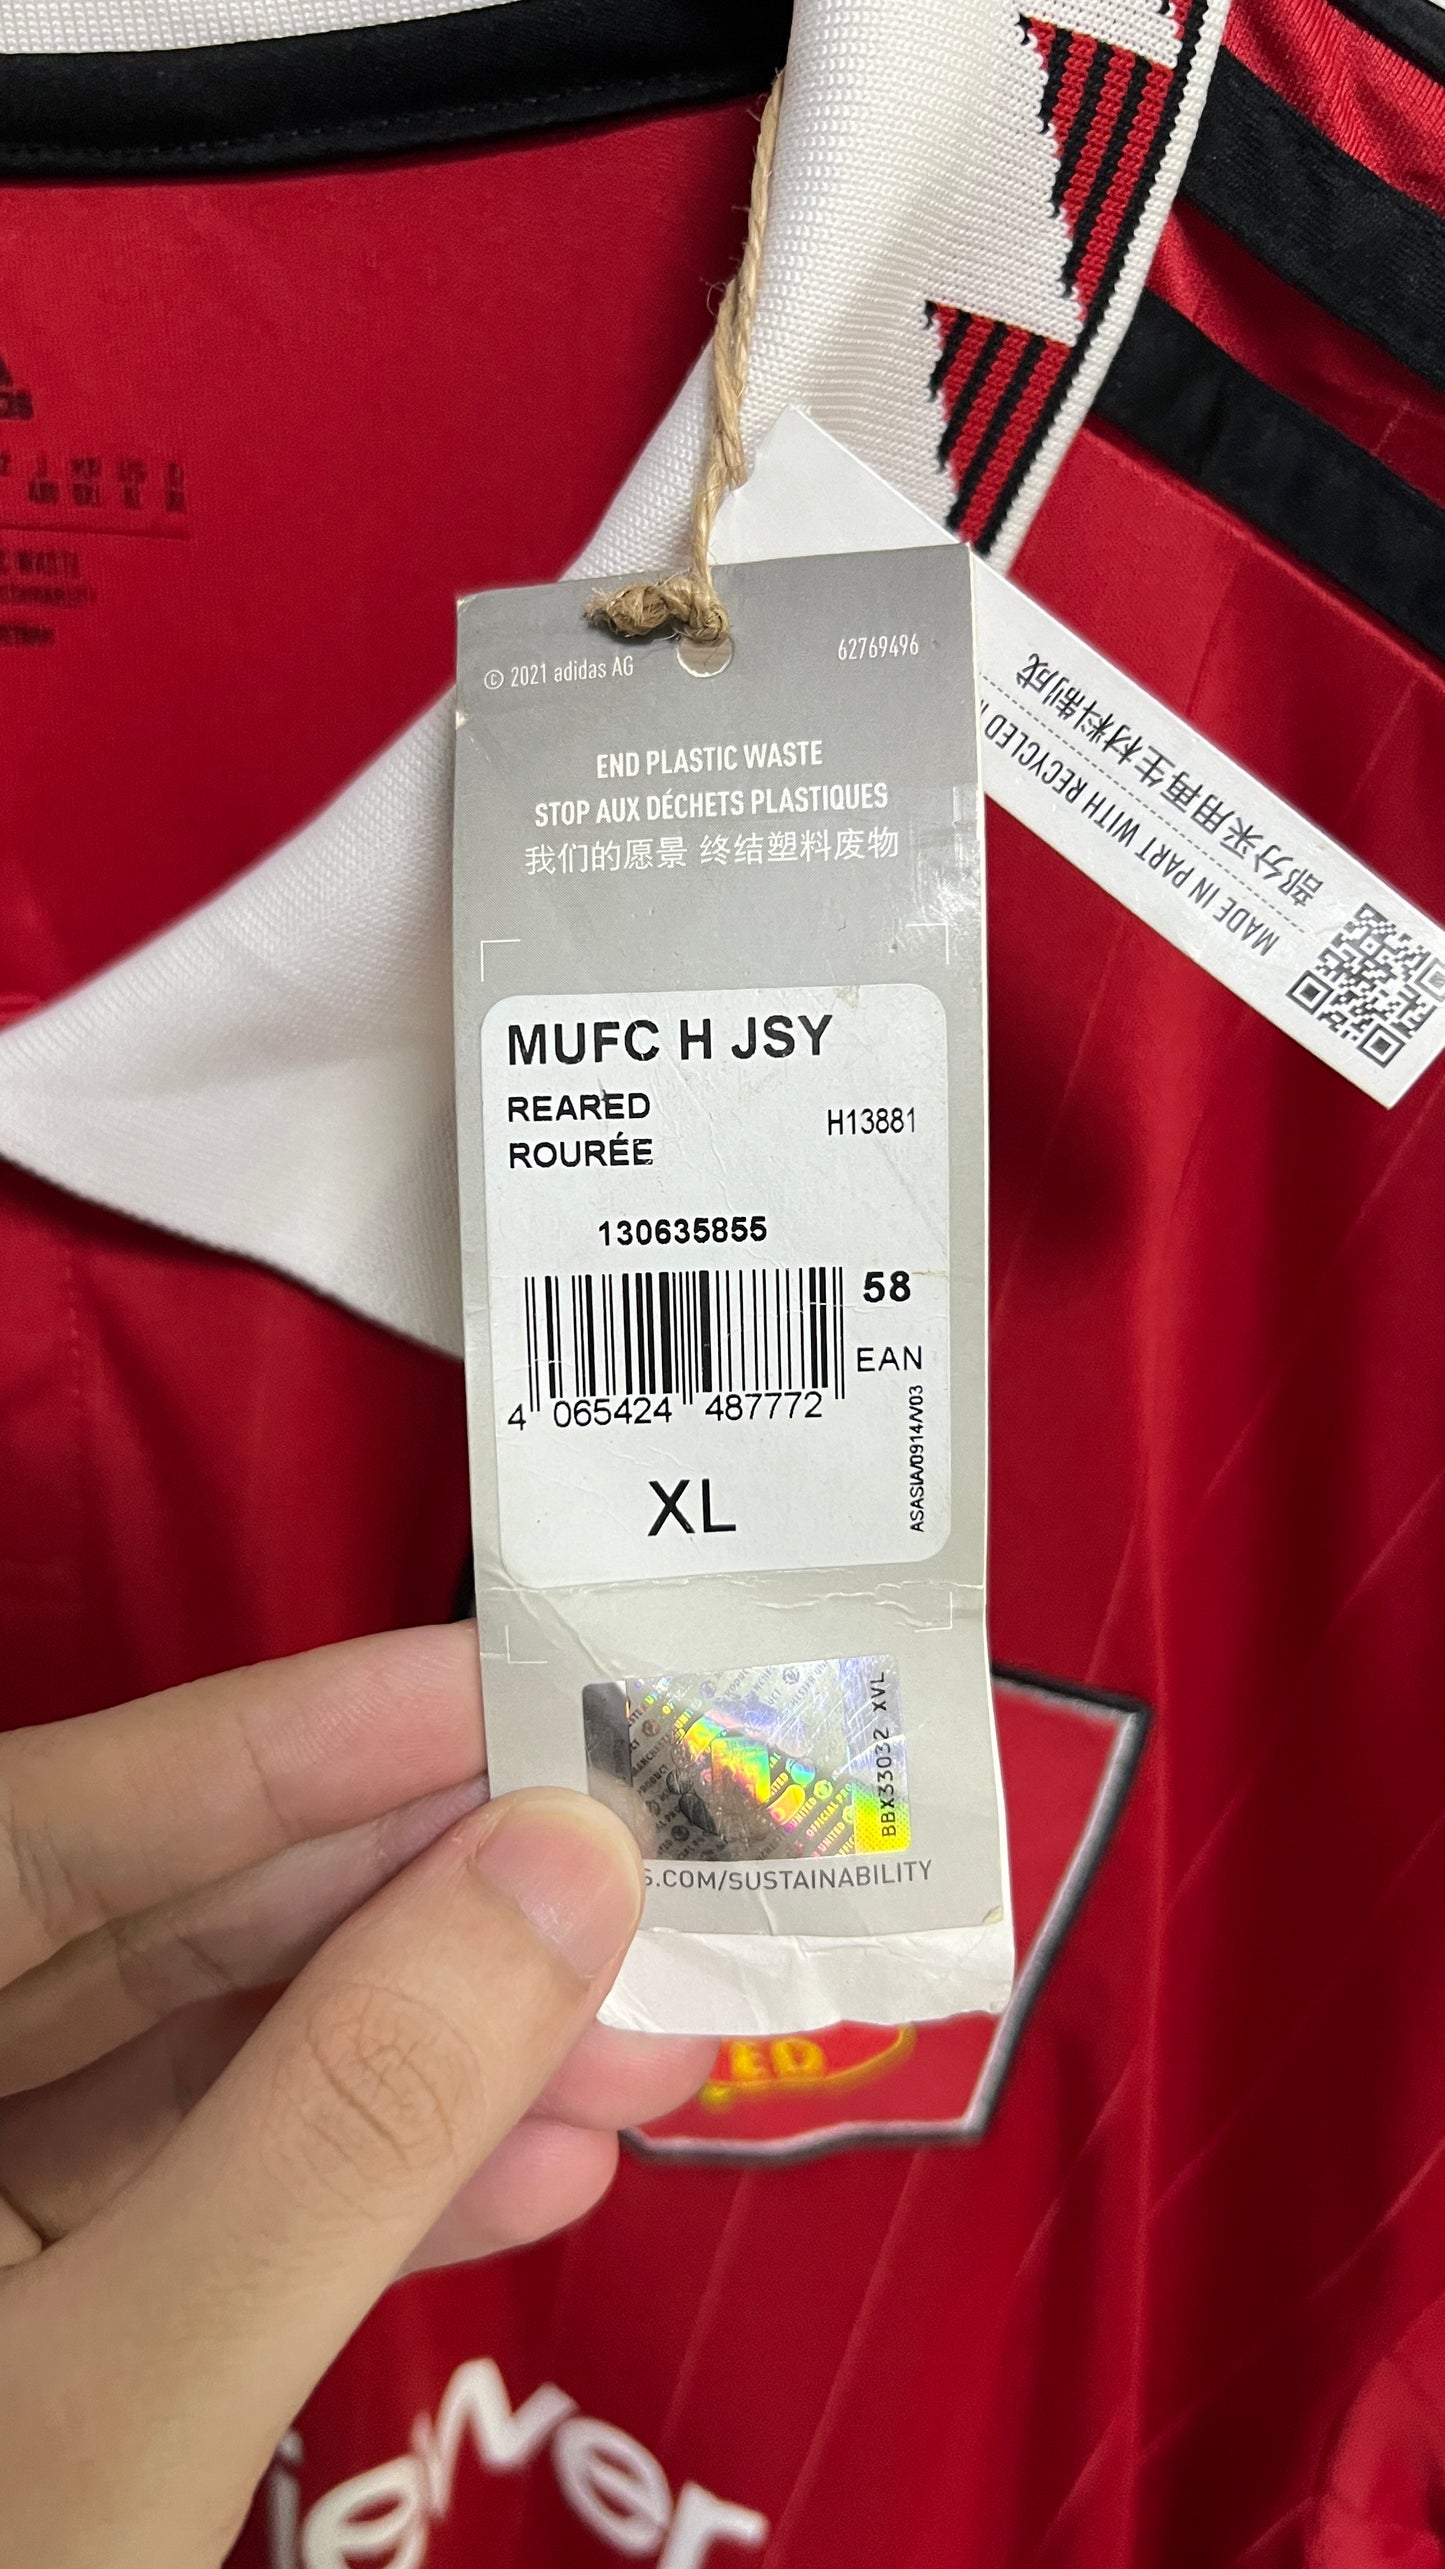 © 2021 adidas AG
62769496
END PLASTIC WASTE
STOP AUX DÉCHETS PLASTIQUES
我们的愿景 终结塑料废物
MUFC H JSY
REARED
ROURÉE
H13881
130635855
58
EAN
4 065424 487772
ASASIA/0914/V03
XL
BBX33032 XVL
S.COM/SUSTAINABILITY
MADE IN PART WITH RECYCLED
部分采用再生材料制成
ED